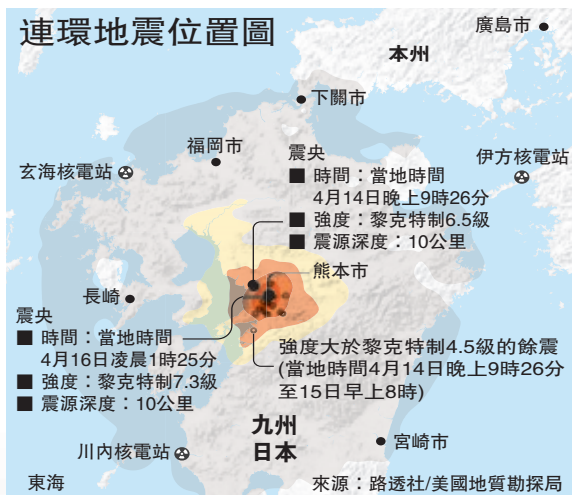 連環地震位置圖
廣島市
本州
下關市
福岡市
玄海核電站
伊方核電站
震央
■ 時間：當地時間
4月14日晚上9時26分
■ 強度：黎克特制6.5級
■ 震源深度：10公里
熊本市
長崎
震央
■ 時間：當地時間
4月16日凌晨1時25分
■ 強度：黎克特制7.3級
■ 震源深度：10公里
強度大於黎克特制4.5級的餘震
(當地時間4月14日晚上9時26分
至15日早上8時)
九州
日本
川內核電站
宮崎市
東海
來源：路透社/美國地質勘探局